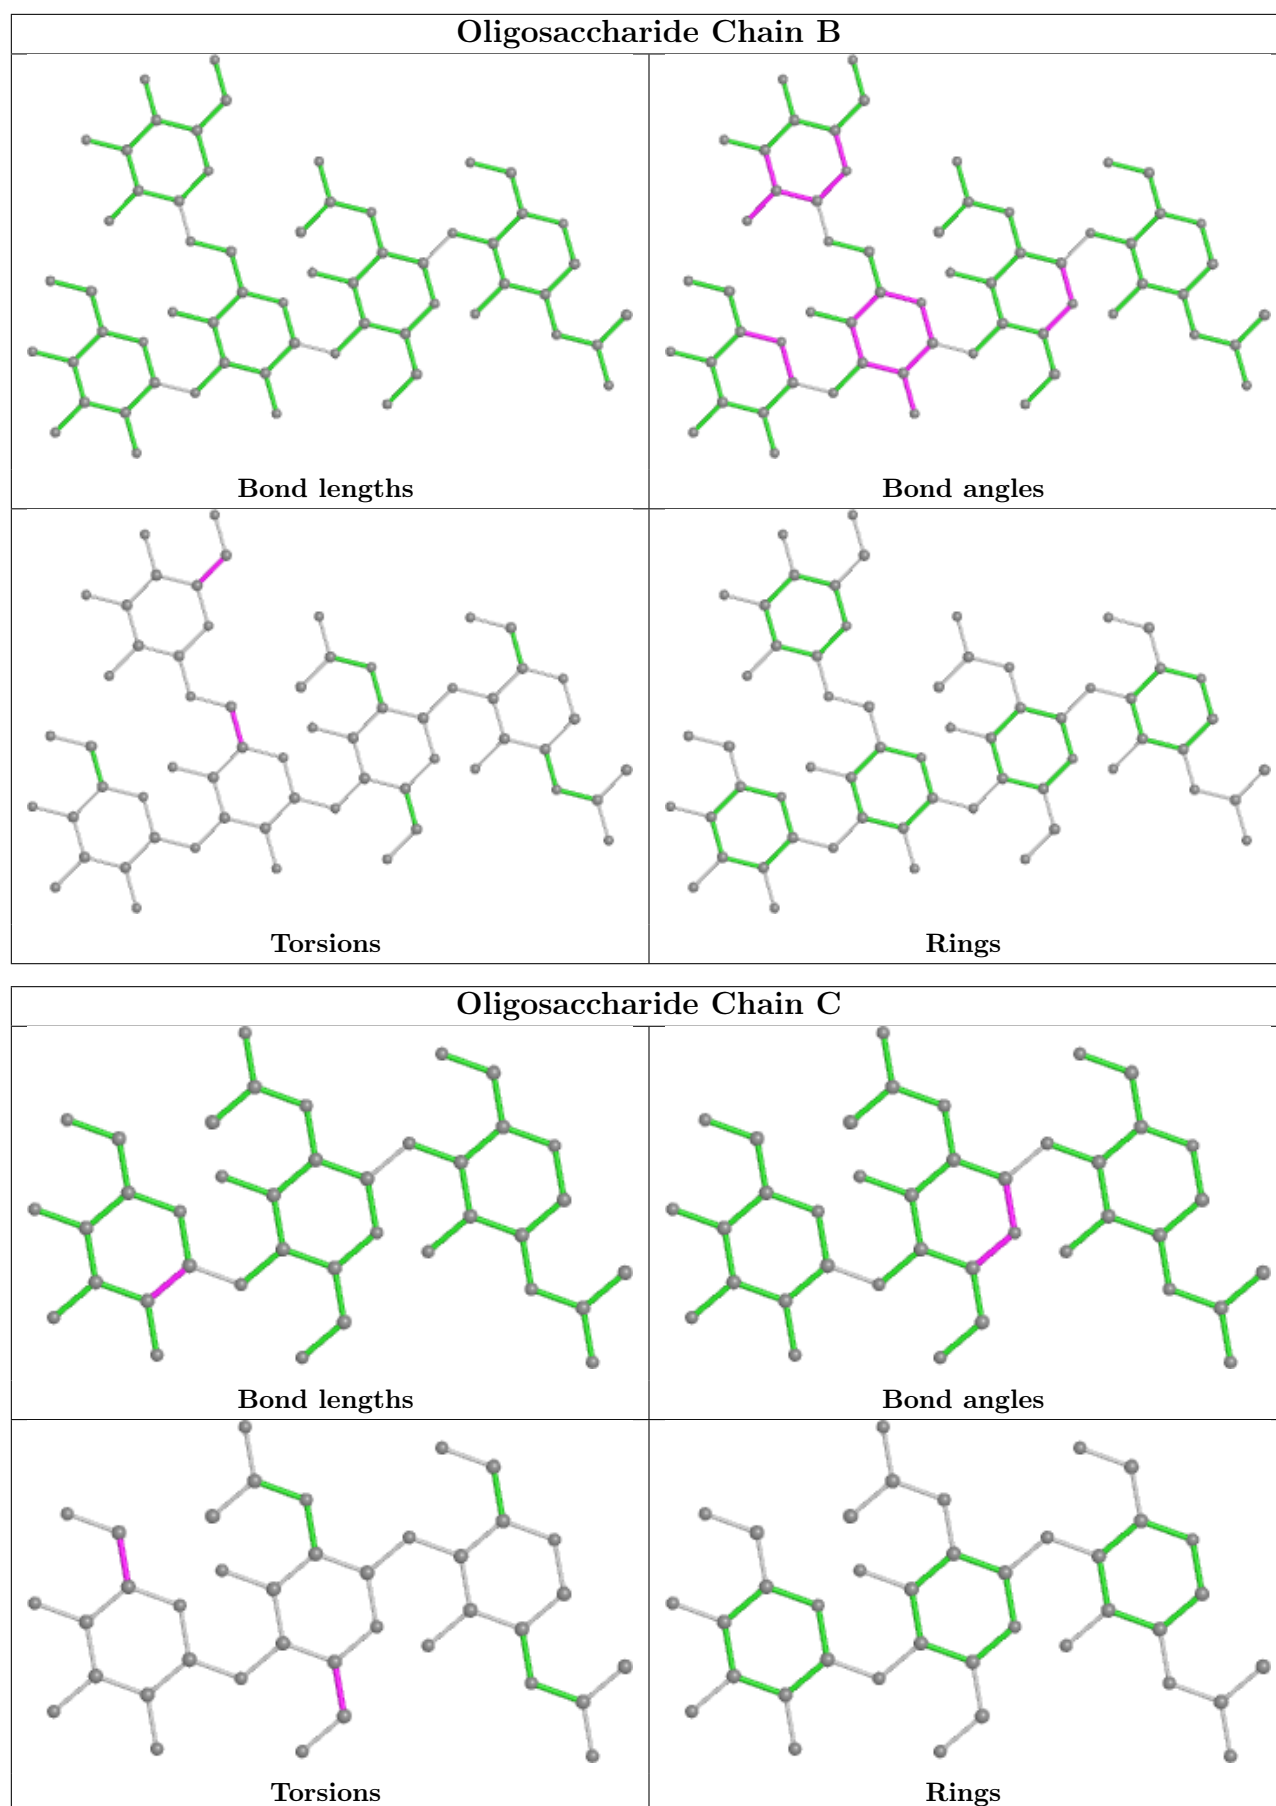 Oligosaccharide Chain B
Bond lengths
Bond angles
Torsions
Rings
Oligosaccharide Chain C
Bond lengths
Bond angles
Torsions
Rings